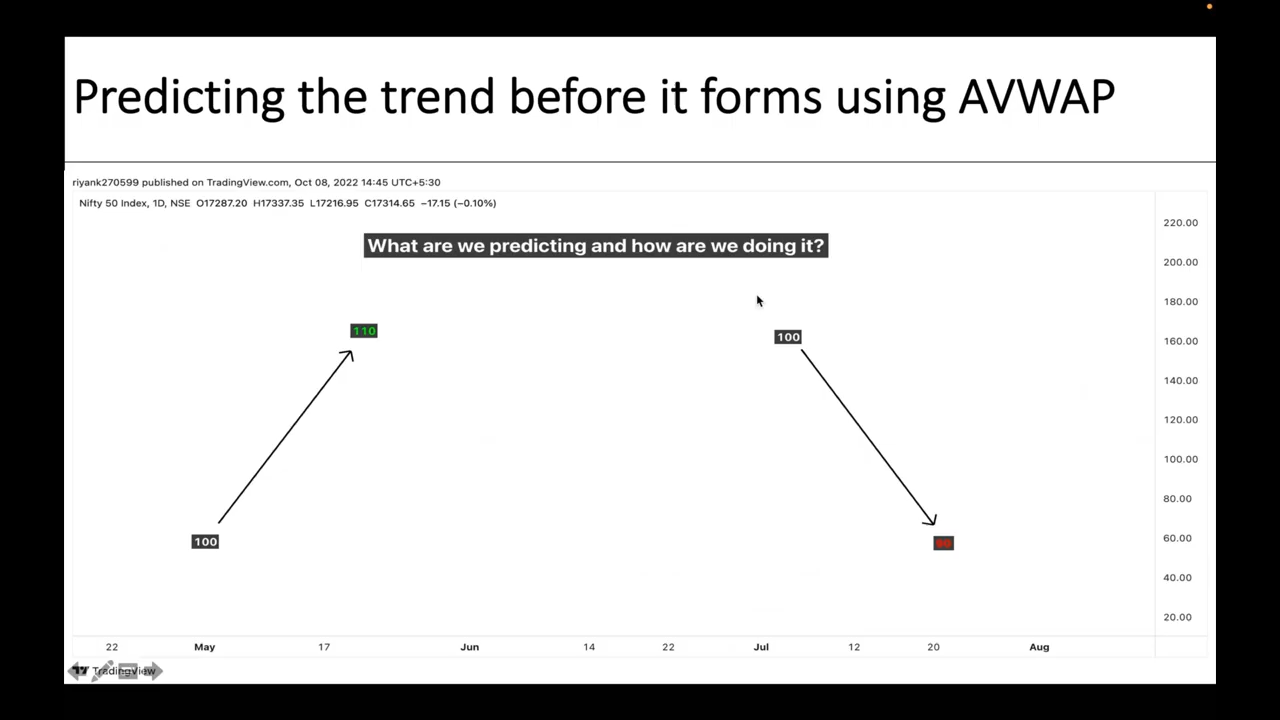 Predicting the trend before it forms using AVWAP
riyank270599 published on TradingView.com, Oct 08, 2022 14:45 UTC+5:30
Nifty 50 Index, 1D, NSE O17287.20 H17337.35 L17216.95 C17314.65 −17.15 (−0.10%)
What are we predicting and how are we doing it?
220.00
200.00
180.00
160.00
140.00
120.00
100.00
80.00
60.00
40.00
20.00
110
100
100
90
22 May 17 Jun 14 22 Jul 12 20 Aug
TradingView